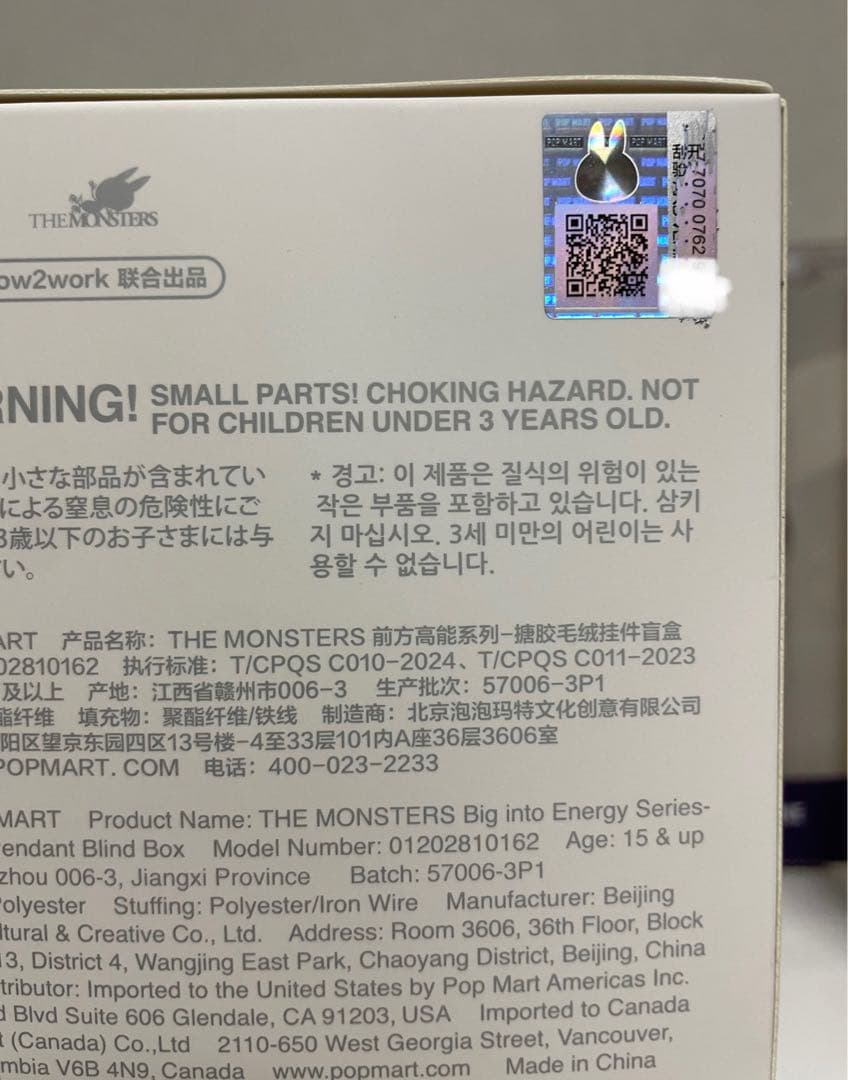 POP MART POP MART
刮开
验
7070 0762
THE MONSTERS
ow2work 联合出品
RNING! SMALL PARTS! CHOKING HAZARD. NOT
FOR CHILDREN UNDER 3 YEARS OLD.
小さな部品が含まれてい
による窒息の危険性にご
3歳以下のお子さまには与
い。
* 경고: 이 제품은 질식의 위험이 있는
작은 부품을 포함하고 있습니다. 삼키
지 마십시오. 3세 미만의 어린이는 사
용할 수 없습니다.
ART 产品名称：THE MONSTERS 前方高能系列-搪胶毛绒挂件盲盒
02810162 执行标准：T/CPQS C010-2024、T/CPQS C011-2023
及以上 产地：江西省赣州市006-3 生产批次：57006-3P1
酯纤维 填充物：聚酯纤维/铁线 制造商：北京泡泡玛特文化创意有限公司
阳区望京东园四区13号楼-4至33层101内A座36层3606室
POPMART. COM 电话：400-023-2233
MART Product Name: THE MONSTERS Big into Energy Series-
endant Blind Box Model Number: 01202810162 Age: 15 & up
zhou 006-3, Jiangxi Province Batch: 57006-3P1
Polyester Stuffing: Polyester/Iron Wire Manufacturer: Beijing
ltural & Creative Co., Ltd. Address: Room 3606, 36th Floor, Block
13, District 4, Wangjing East Park, Chaoyang District, Beijing, China
tributor: Imported to the United States by Pop Mart Americas Inc.
d Blvd Suite 606 Glendale, CA 91203, USA Imported to Canada
t (Canada) Co.,Ltd 2110-650 West Georgia Street, Vancouver,
mbia V6B 4N9, Canada www.popmart.com Made in China